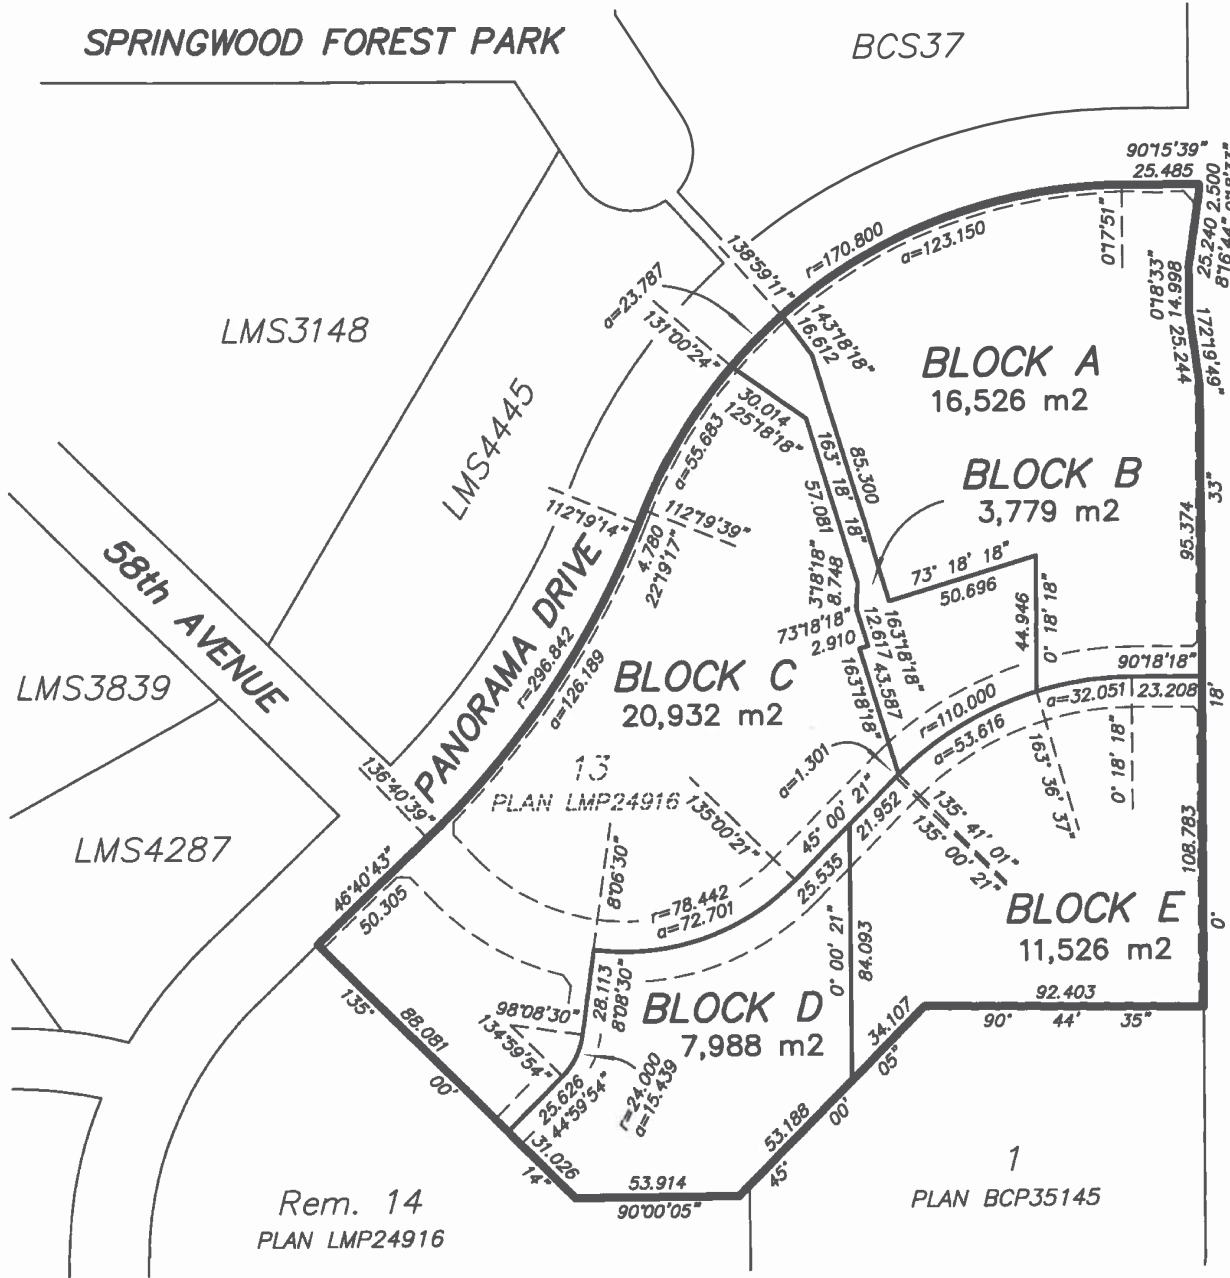 SPRINGWOOD FOREST PARK
BCS37
90°15'39"
25.485
2.500
25.240
8°16'44"
0°17'51"
0°18'33"
14.998
25.244
172°19'49"
138°59'11"
r=170.800
a=123.150
a=23.787
131°00'24"
143°18'18"
16.612
LMS3148
LMS4445
BLOCK A
16,526 m2
30.014
125°18'18"
a=55.683
163° 18' 18"
57.081
85.300
BLOCK B
3,779 m2
33"
95.374
112°19'14"
112°19'39"
4.780
22°19'17"
58th AVENUE
PANORAMA DRIVE
r=296.842
a=126.189
3°18'18"
8.748
73°18'18"
2.910
73° 18' 18"
50.696
44.946
0° 18' 18"
12.617
43.587
163°18'18"
163°18'18"
LMS3839
BLOCK C
20,932 m2
90°18'18"
a=32.051
23.208
18'
r=110.000
a=53.616
163° 36' 37"
0° 18' 18"
a=1.301
13
PLAN LMP24916
136°40'39"
135°00'21"
45° 00' 21"
21.952
25.535
135° 41' 01"
135° 00' 21"
108.783
LMS4287
46°40'43"
50.305
8°06'30"
r=78.442
a=72.701
0° 00' 21"
84.093
BLOCK E
11,526 m2
0°
28.113
8°08'30"
98°08'30"
134°59'54"
BLOCK D
7,988 m2
92.403
90° 44' 35"
34.107
05"
135°
88.081
00'
25.626
44°59'54"
r=24.000
a=15.439
31.026
14"
53.188
00'
45°
53.914
90°00'05"
Rem. 14
PLAN LMP24916
1
PLAN BCP35145